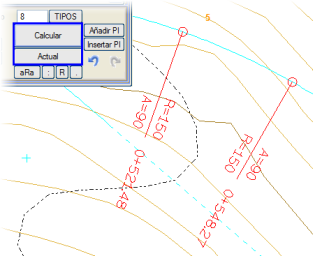 8
TIPOS
Añadir PI
Calcular
Insertar PI
Actual
aRa
:
R
.
5
R=150
A=90
0+521.48
A=90
R=150
0+548.27